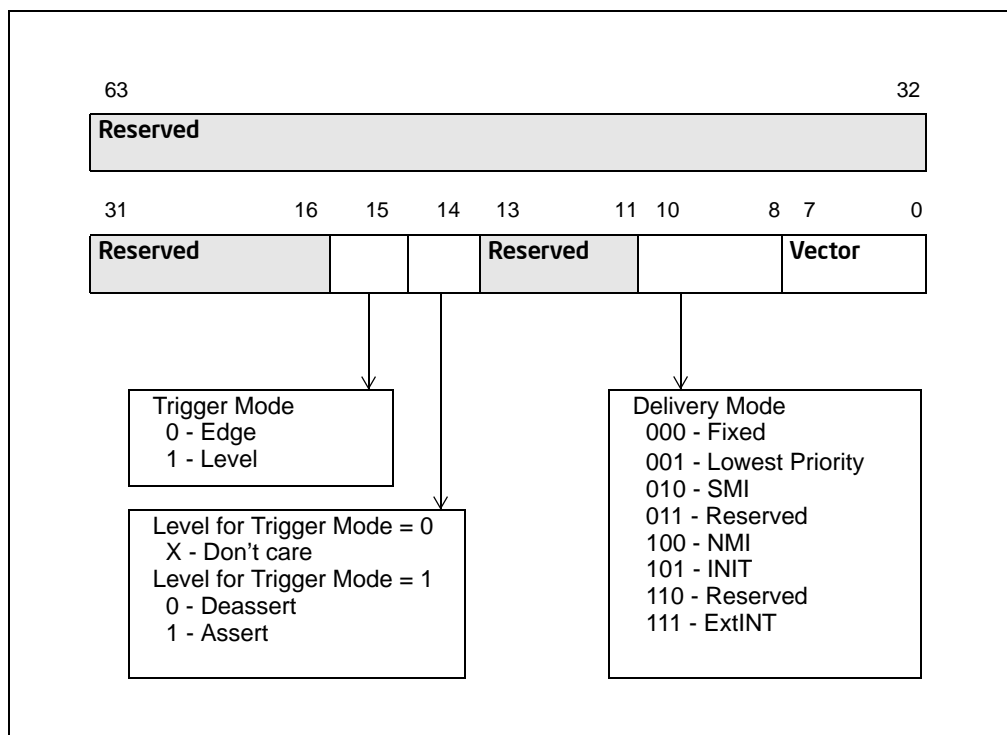 63 32
Reserved
31 16 15 14 13 11 10 8 7 0
Reserved Reserved Vector
Trigger Mode
0 - Edge
1 - Level
Level for Trigger Mode = 0
X - Don't care
Level for Trigger Mode = 1
0 - Deassert
1 - Assert
Delivery Mode
000 - Fixed
001 - Lowest Priority
010 - SMI
011 - Reserved
100 - NMI
101 - INIT
110 - Reserved
111 - ExtINT